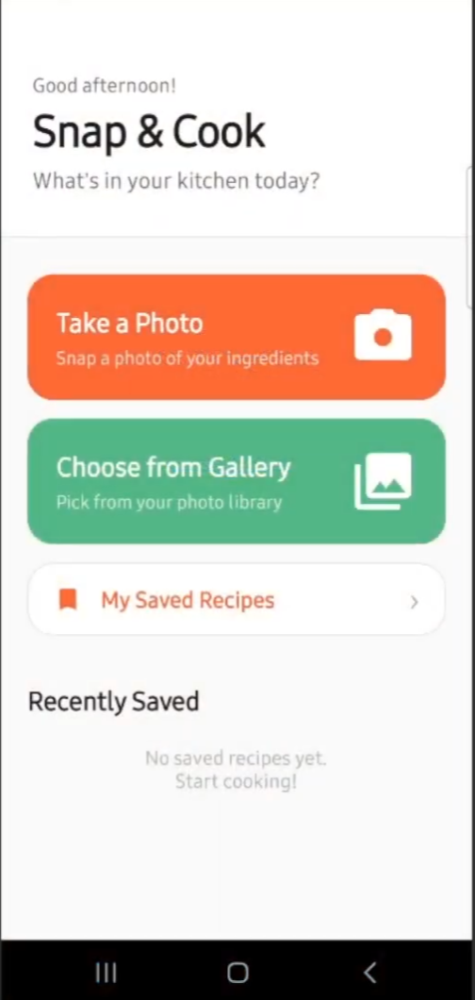 Good afternoon!
Snap & Cook
What's in your kitchen today?
Take a Photo
Snap a photo of your ingredients
Choose from Gallery
Pick from your photo library
My Saved Recipes
Recently Saved
No saved recipes yet.
Start cooking!